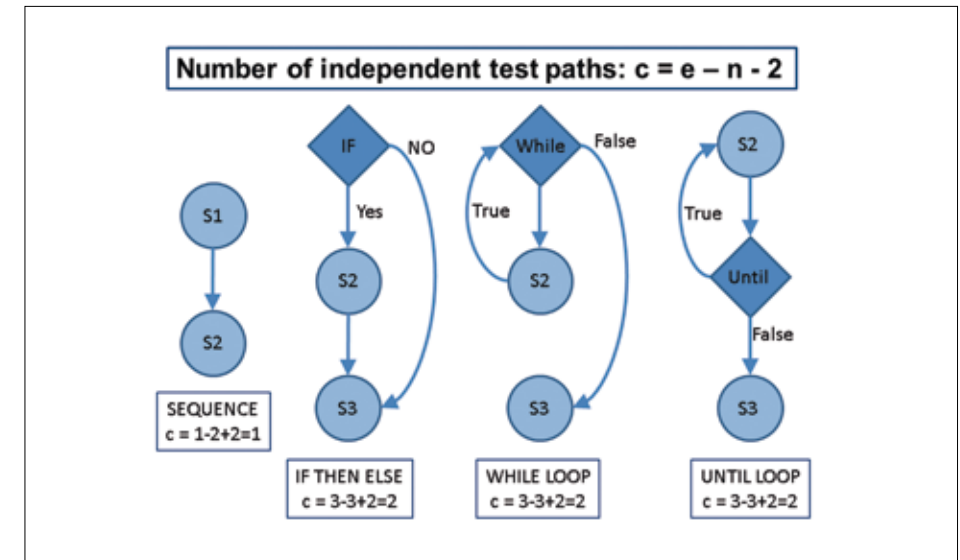 Number of independent test paths: c = e – n - 2
IF
NO
Yes
S2
S3
While
False
True
S2
S3
S2
True
Until
False
S3
S1
S2
SEQUENCE
c = 1-2+2=1
IF THEN ELSE
c = 3-3+2=2
WHILE LOOP
c = 3-3+2=2
UNTIL LOOP
c = 3-3+2=2